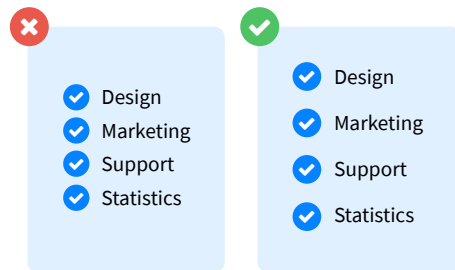 Design
Marketing
Support
Statistics
Design
Marketing
Support
Statistics